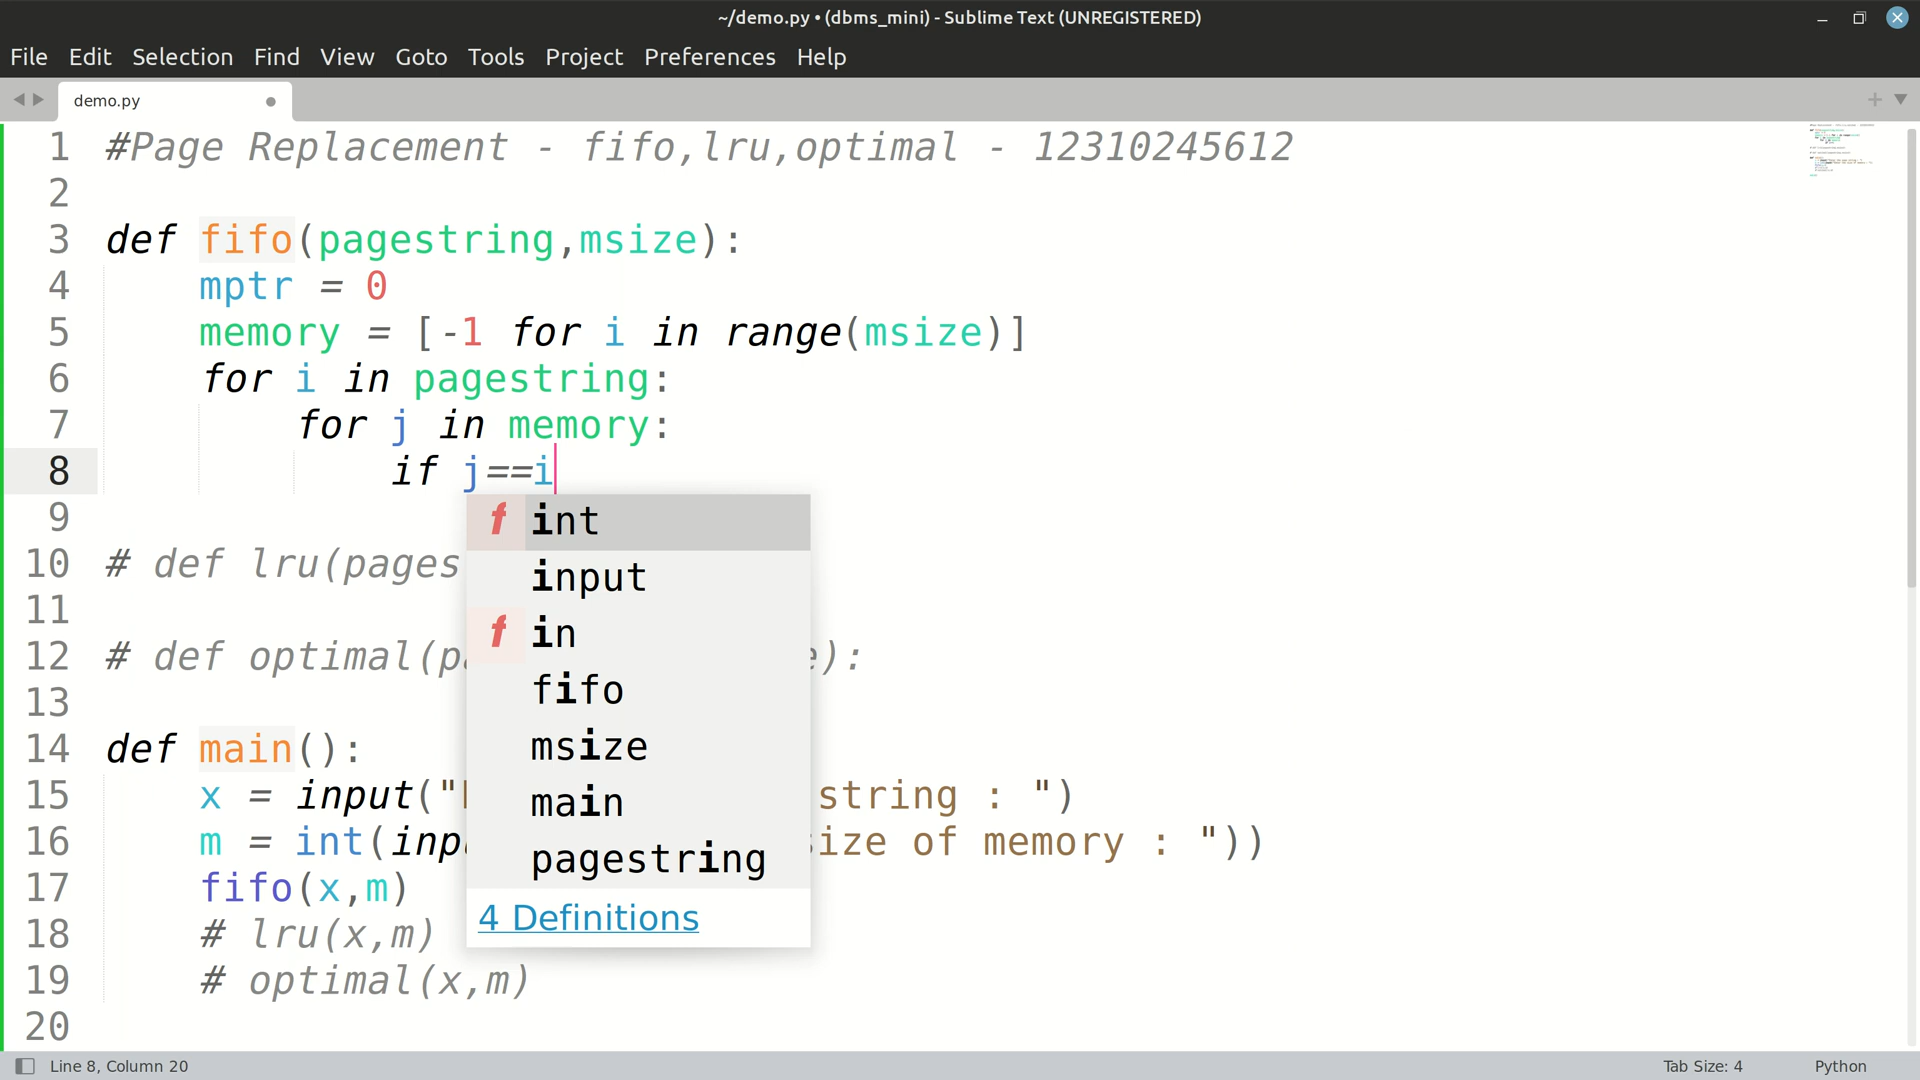 ~/demo.py • (dbms_mini) - Sublime Text (UNREGISTERED)
File Edit Selection Find View Goto Tools Project Preferences Help
demo.py
1 #Page Replacement - fifo,lru,optimal - 12310245612
2
3 def fifo(pagestring,msize):
4 mptr = 0
5 memory = [-1 for i in range(msize)]
6 for i in pagestring:
7 for j in memory:
8 if j==i
9
int
input
in
fifo
msize
main
pagestring
4 Definitions
10 # def lru(pages
11
12 # def optimal(p e):
13
14 def main():
15 x = input(" string : ")
16 m = int(inp size of memory : "))
17 fifo(x,m)
18 # lru(x,m)
19 # optimal(x,m)
20
Line 8, Column 20
Tab Size: 4
Python